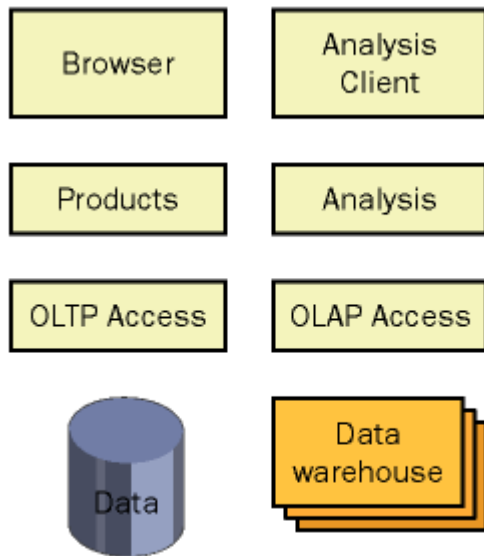 Browser
Analysis
Client
Products
Analysis
OLTP Access
OLAP Access
Data
Data
warehouse